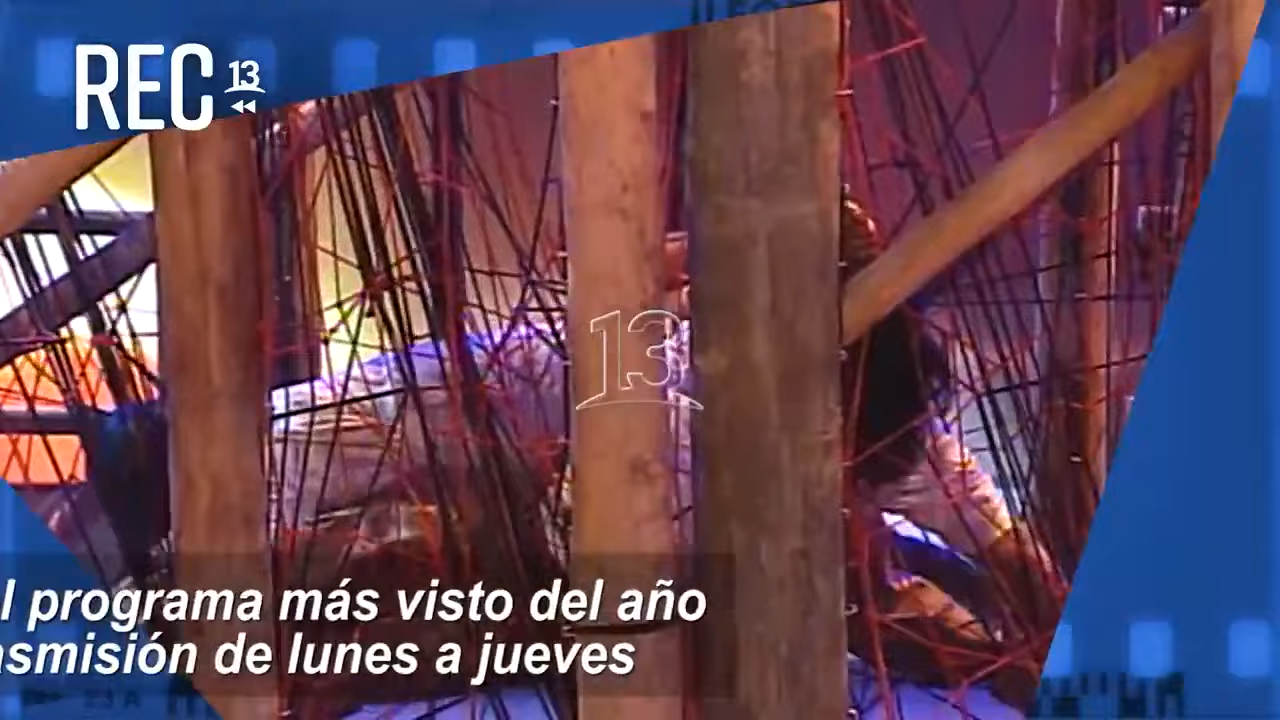 REC 13
13
l programa más visto del año
asmisión de lunes a jueves